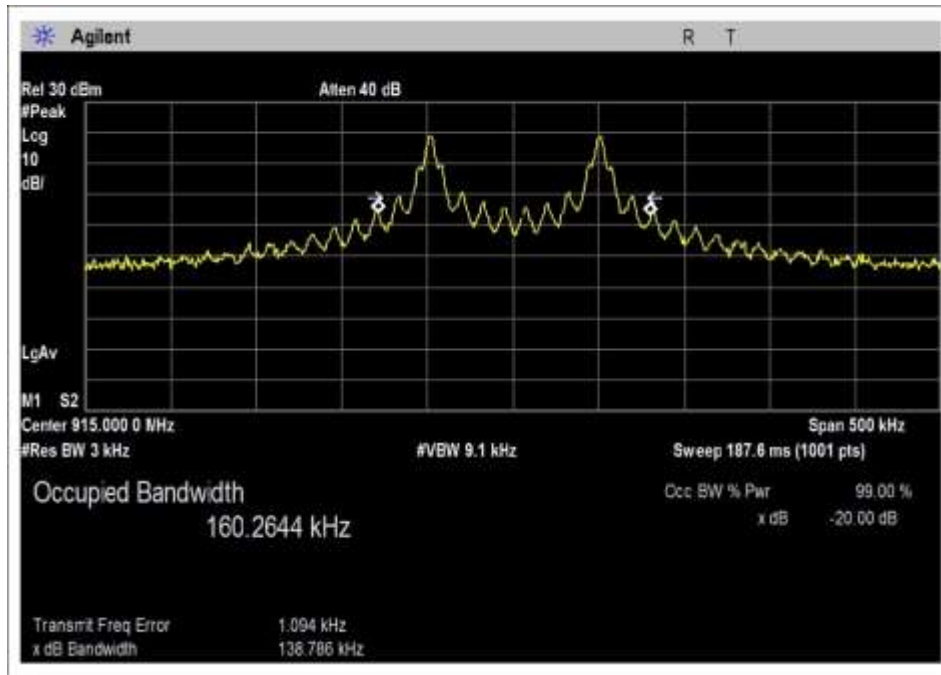 Agilent
R T
Ref 30 dBm
Atten 40 dB
#Peak
Log
10
dB/
LgAv
M1 S2
Center 915.000 0 MHz
Span 500 kHz
#Res BW 3 kHz
#VBW 9.1 kHz
Sweep 187.6 ms (1001 pts)
Occupied Bandwidth
160.2644 kHz
Occ BW % Pwr
99.00 %
x dB
-20.00 dB
Transmit Freq Error
1.094 kHz
x dB Bandwidth
138.786 kHz